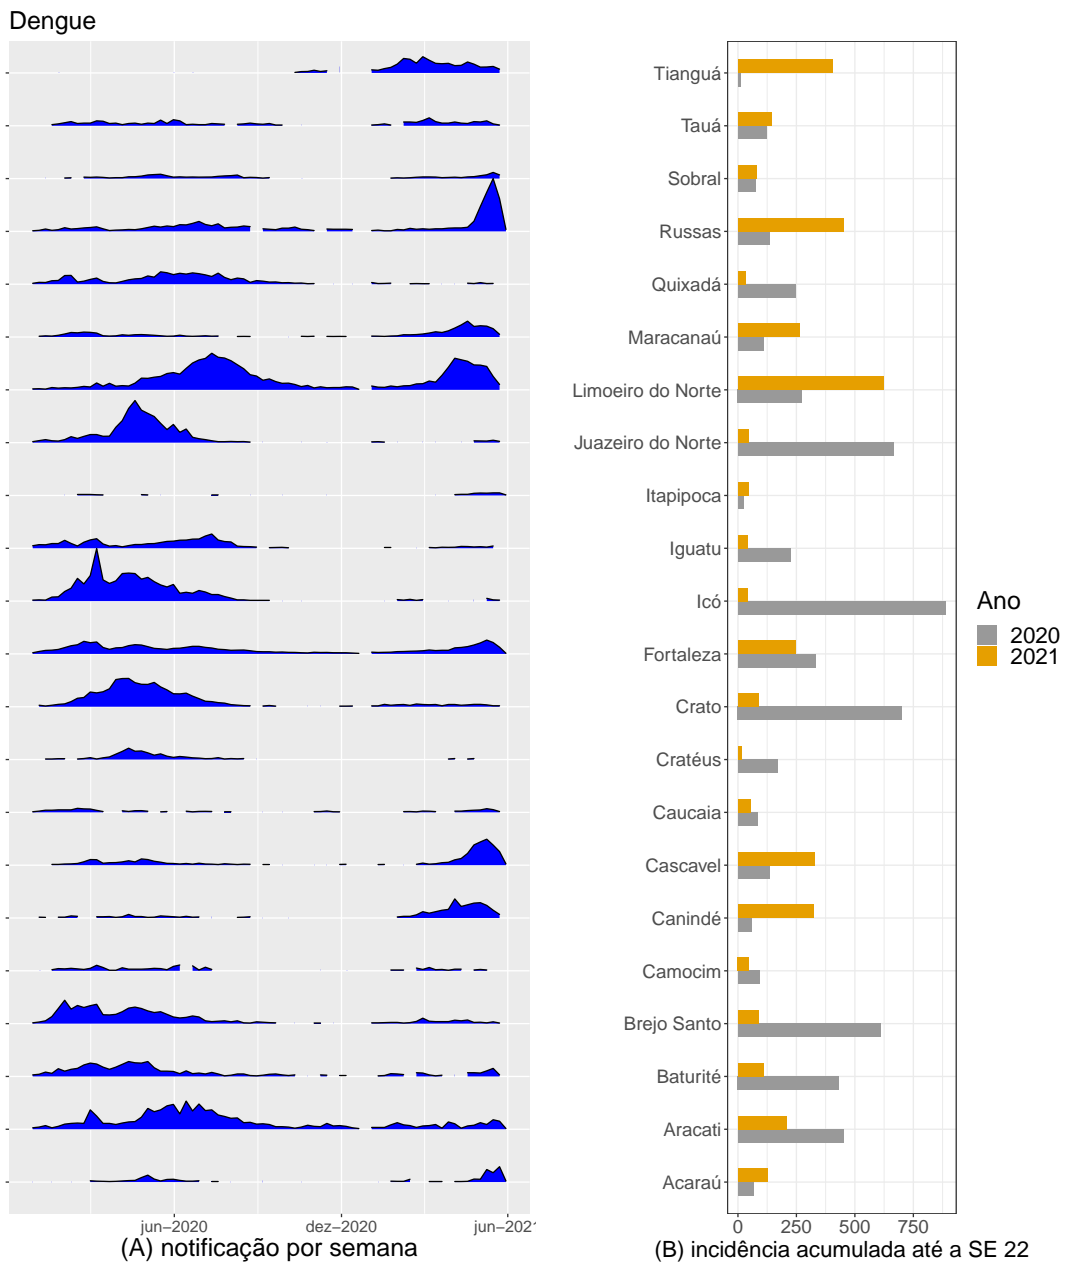 Dengue
Tianguá
Tauá
Sobral
Russas
Quixadá
Maracanaú
Limoeiro do Norte
Juazeiro do Norte
Itapipoca
Iguatu
Icó
Fortaleza
Crato
Cratéus
Caucaia
Cascavel
Canindé
Camocim
Brejo Santo
Baturité
Aracati
Acaraú
Ano
2020
2021
jun−2020 dez−2020 jun−2021
(A) notificação por semana
0 250 500 750
(B) incidência acumulada até a SE 22